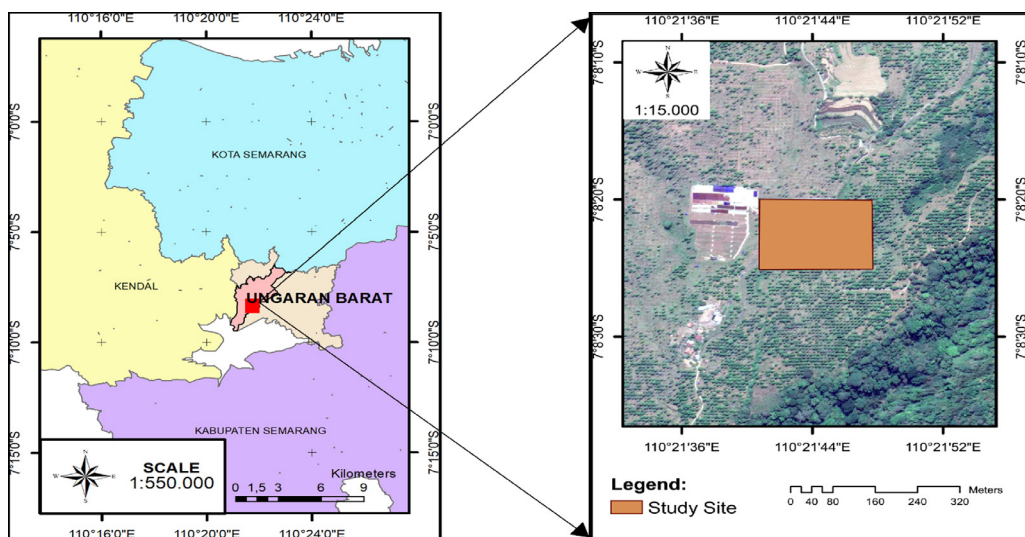 110°16'0"E 110°20'0"E 110°24'0"E
7°0'0"S
7°5'0"S
7°10'0"S
7°15'0"S
KOTA SEMARANG
KENDAL
UNGARAN BARAT
KABUPATEN SEMARANG
N
W E
S
SCALE
1:550.000
Kilometers
0 1,5 3 6 9
7°0'0"S
7°5'0"S
7°10'0"S
7°15'0"S
110°16'0"E 110°20'0"E 110°24'0"E
110°21'36"E 110°21'44"E 110°21'52"E
7°8'10"S
7°8'20"S
7°8'30"S
N
W E
S
1:15.000
7°8'10"S
7°8'20"S
7°8'30"S
110°21'36"E 110°21'44"E 110°21'52"E
Legend:
Study Site
0 40 80 160 240 320 Meters